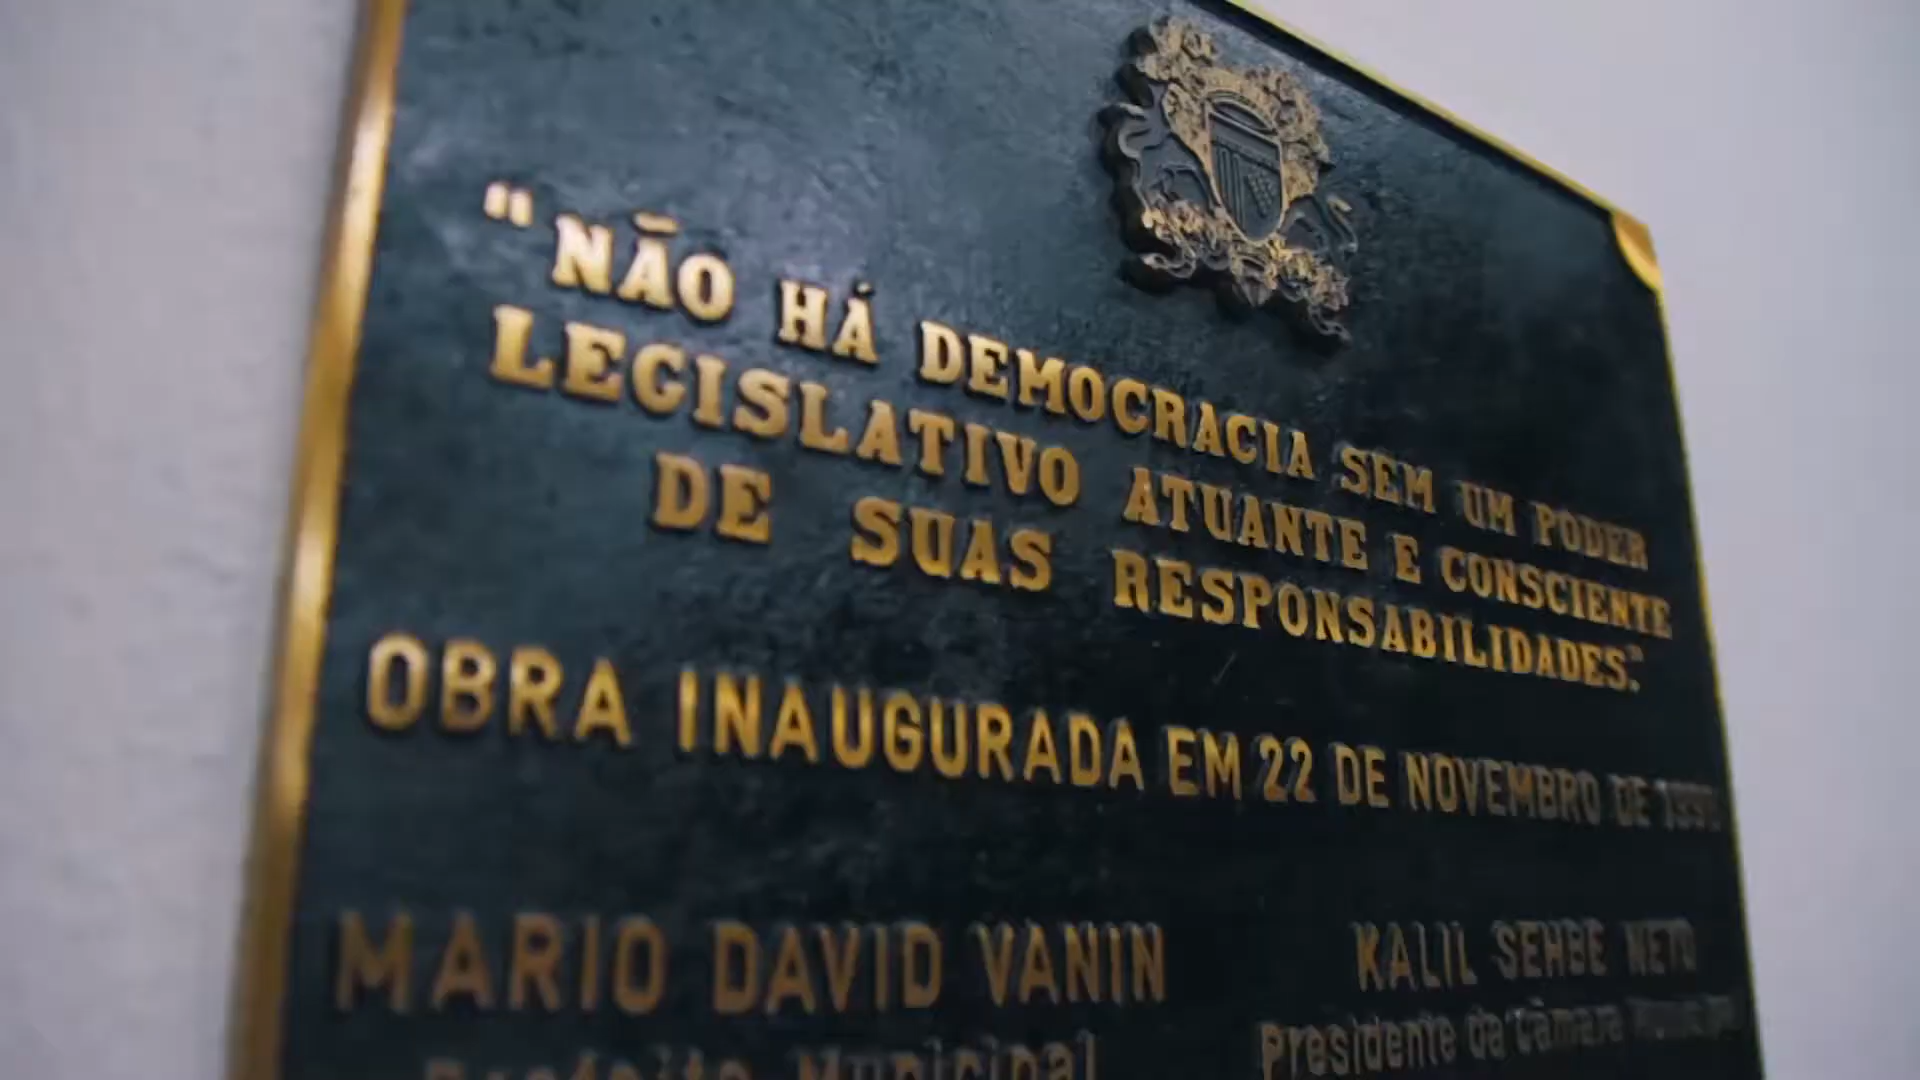 "NÃO HÁ DEMOCRACIA SEM UM PODER
LEGISLATIVO ATUANTE E CONSCIENTE
DE SUAS RESPONSABILIDADES."
OBRA INAUGURADA EM 22 DE NOVEMBRO DE
MARIO DAVID VANIN
KALIL SEHBE NETO
Municipal
Presidente da Câmara